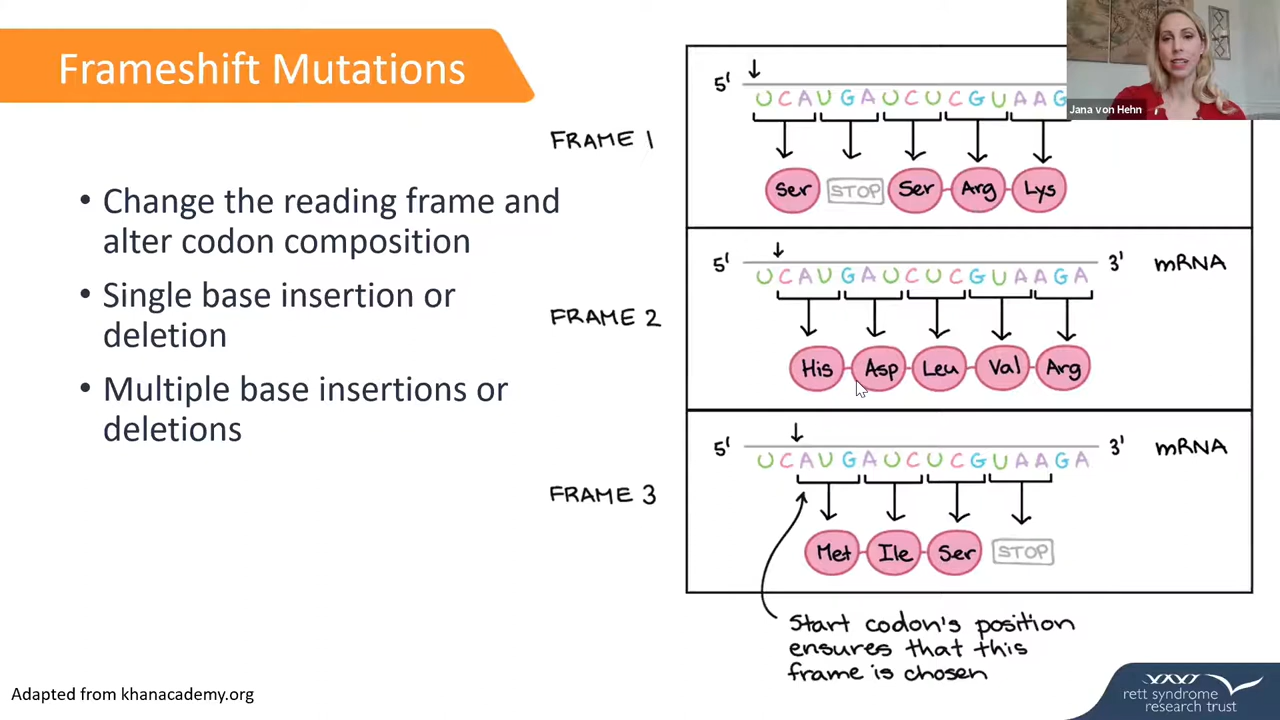 Frameshift Mutations
• Change the reading frame and
alter codon composition
• Single base insertion or
deletion
• Multiple base insertions or
deletions
Adapted from khanacademy.org
FRAME 1
5'
UCAUGAUCUCGUAAG
Ser STOP Ser Arg Lys
FRAME 2
5' 3' mRNA
UCAUGAUCUCGUAAGA
His Asp Leu Val Arg
FRAME 3
5' 3' mRNA
UCAUGAUCUCGUAAGA
Met Ile Ser STOP
Start codon's position
ensures that this
frame is chosen
Jana von Hehn
rett syndrome
research trust